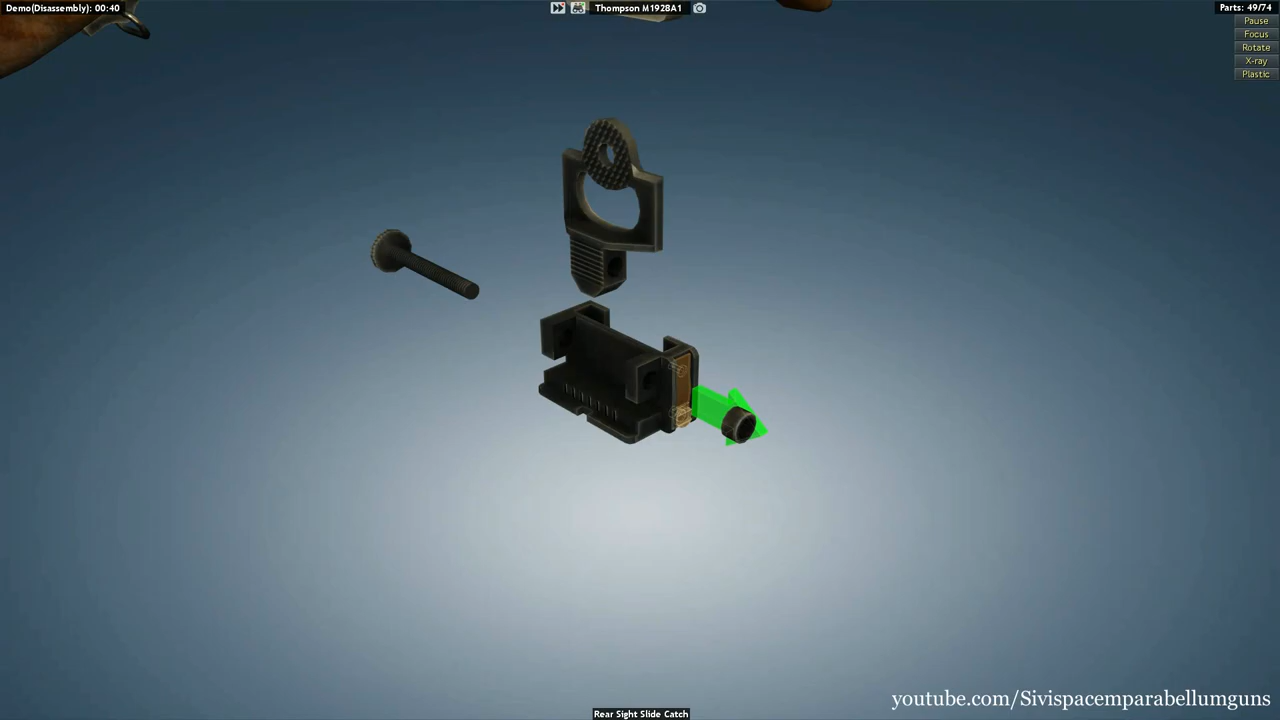 Demo(Disassembly): 00:40
Thompson M1928A1
Parts: 49/74
Pause
Focus
Rotate
X-ray
Plastic
Rear Sight Slide Catch
youtube.com/Sivispacemparabellumguns